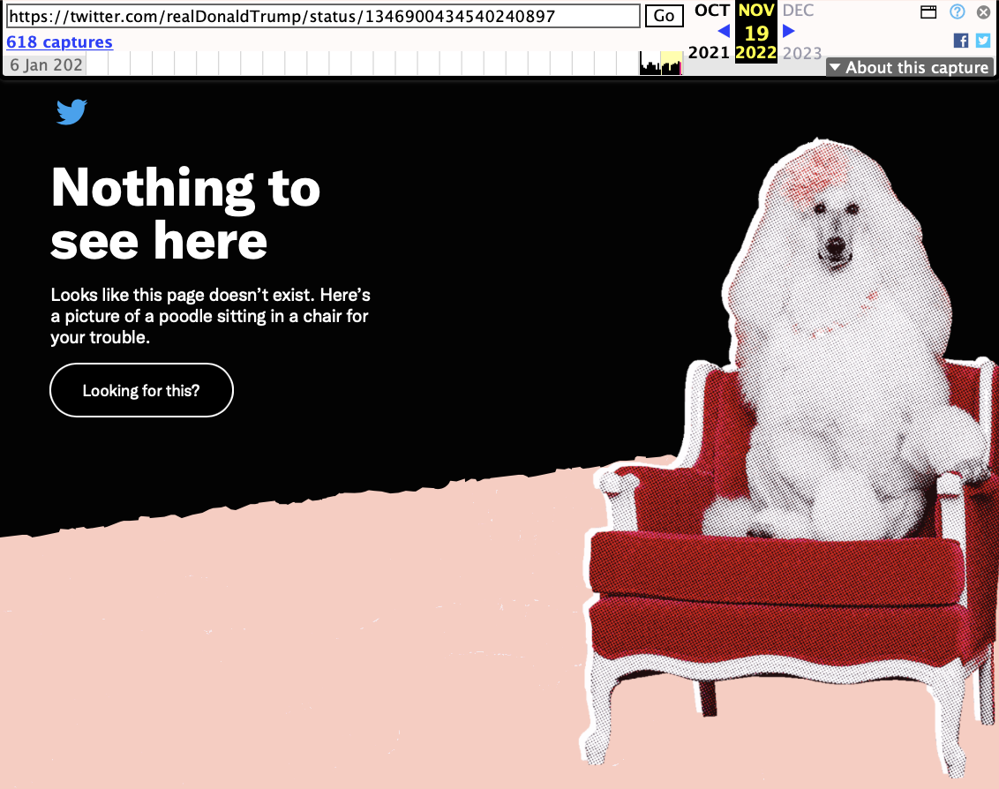 https://twitter.com/realDonaldTrump/status/1346900434540240897
Go
OCT
NOV
DEC
19
2021
2022
2023
618 captures
6 Jan 202
About this capture
Nothing to
see here
Looks like this page doesn’t exist. Here’s
a picture of a poodle sitting in a chair for
your trouble.
Looking for this?